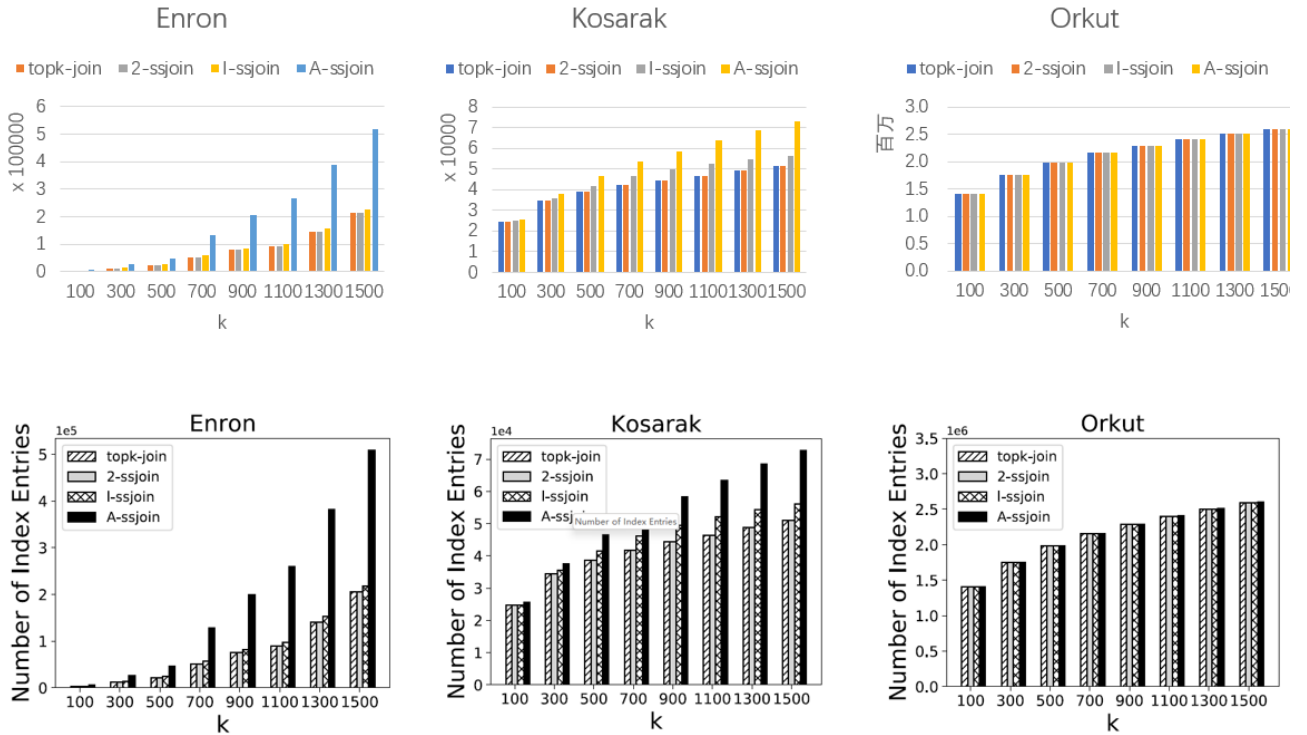 Enron
topk-join 2-ssjoin l-ssjoin A-ssjoin
x 100000
6
5
4
3
2
1
0
100 300 500 700 900 1100 1300 1500
k
Kosarak
topk-join 2-ssjoin l-ssjoin A-ssjoin
x 10000
8
7
6
5
4
3
2
1
0
100 300 500 700 900 1100 1300 1500
k
Orkut
topk-join 2-ssjoin l-ssjoin A-ssjoin
百万
3.0
2.5
2.0
1.5
1.0
0.5
0.0
100 300 500 700 900 1100 1300 1500
k
Enron
1e5
Number of Index Entries
topk-join
2-ssjoin
l-ssjoin
A-ssjoin
5
4
3
2
1
0
100 300 500 700 900 1100 1300 1500
k
Kosarak
1e4
Number of Index Entries
topk-join
2-ssjoin
l-ssjoin
A-ssjoin
Number of Index Entries
7
6
5
4
3
2
1
0
100 300 500 700 900 1100 1300 1500
k
Orkut
1e6
Number of Index Entries
topk-join
2-ssjoin
l-ssjoin
A-ssjoin
3.5
3.0
2.5
2.0
1.5
1.0
0.5
0.0
100 300 500 700 900 1100 1300 1500
k